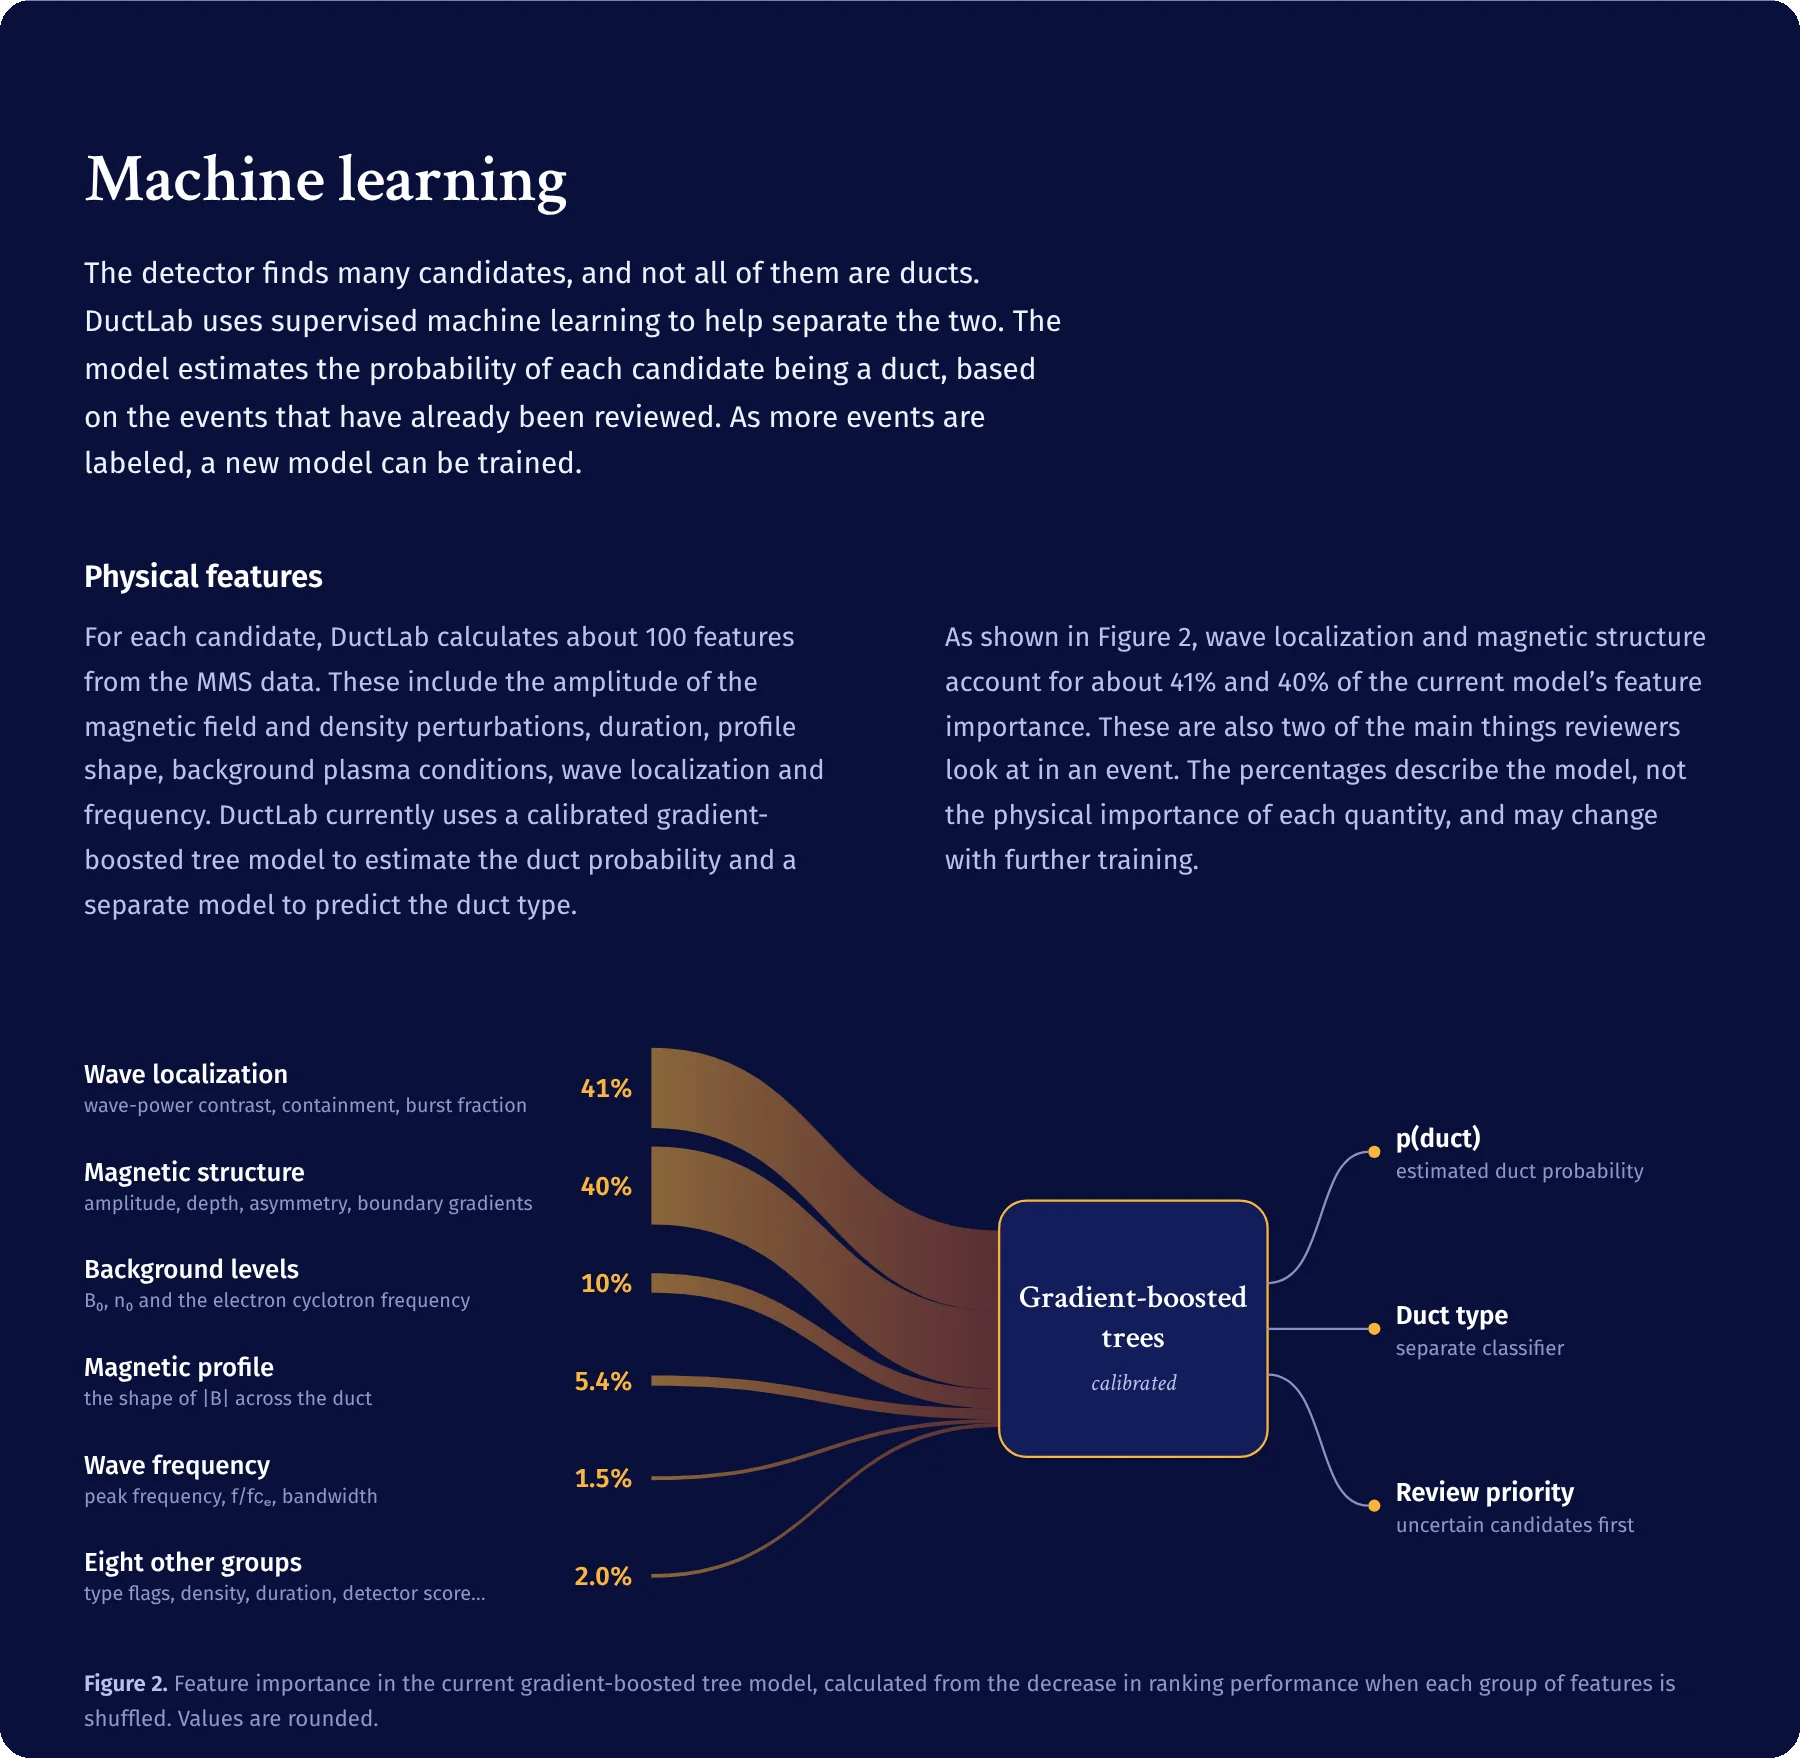 Machine learning
The detector finds many candidates, and not all of them are ducts.
DuctLab uses supervised machine learning to help separate the two. The
model estimates the probability of each candidate being a duct, based
on the events that have already been reviewed. As more events are
labeled, a new model can be trained.
Physical features
For each candidate, DuctLab calculates about 100 features
from the MMS data. These include the amplitude of the
magnetic field and density perturbations, duration, profile
shape, background plasma conditions, wave localization and
frequency. DuctLab currently uses a calibrated gradient-
boosted tree model to estimate the duct probability and a
separate model to predict the duct type.
As shown in Figure 2, wave localization and magnetic structure
account for about 41% and 40% of the current model’s feature
importance. These are also two of the main things reviewers
look at in an event. The percentages describe the model, not
the physical importance of each quantity, and may change
with further training.
Wave localization
wave-power contrast, containment, burst fraction
41%
Magnetic structure
amplitude, depth, asymmetry, boundary gradients
40%
Background levels
B₀, n₀ and the electron cyclotron frequency
10%
Magnetic profile
the shape of |B| across the duct
5.4%
Wave frequency
peak frequency, f/fcₑ, bandwidth
1.5%
Eight other groups
type flags, density, duration, detector score...
2.0%
Gradient-boosted
trees
calibrated
p(duct)
estimated duct probability
Duct type
separate classifier
Review priority
uncertain candidates first
Figure 2. Feature importance in the current gradient-boosted tree model, calculated from the decrease in ranking performance when each group of features is
shuffled. Values are rounded.